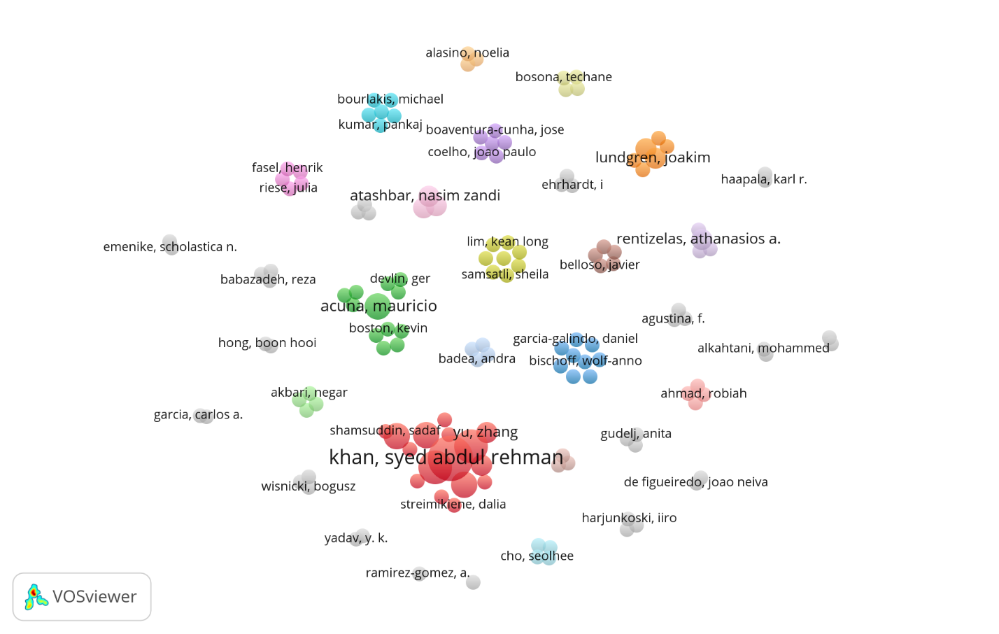 alasino, noelia
bosona, techane
bourlakis, michael
kumar, pankaj
boaventura-cunha, jose
coelho, joao paulo
lundgren, joakim
fasel, henrik
riese, julia
ehrhardt, i
haapala, karl r.
atashbar, nasim zandi
rentizelas, athanasios a.
emenike, scholastica n.
lim, kean long
belloso, javier
samsatli, sheila
babazadeh, reza
devlin, ger
acuna, mauricio
agustina, f.
boston, kevin
hong, boon hooi
garcia-galindo, daniel
alkahtani, mohammed
badea, andra
bischoff, wolf-anno
akbari, negar
ahmad, robiah
garcia, carlos a.
shamsuddin, sadaf
yu, zhang
gudelj, anita
khan, syed abdul rehman
wisnicki, bogusz
de figueiredo, joao neiva
streimikiene, dalia
harjunkoski, iiro
yadav, y. k.
cho, seolhee
ramirez-gomez, a.
VOSviewer